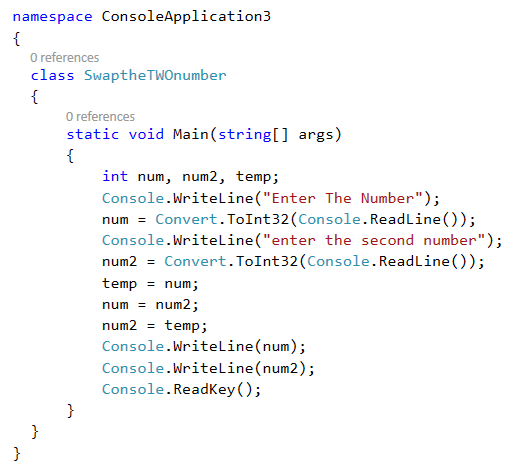 namespace ConsoleApplication3
{
0 references
class SwaptheTWOnumber
{
0 references
static void Main(string[] args)
{
int num, num2, temp;
Console.WriteLine("Enter The Number");
num = Convert.ToInt32(Console.ReadLine());
Console.WriteLine("enter the second number");
num2 = Convert.ToInt32(Console.ReadLine());
temp = num;
num = num2;
num2 = temp;
Console.WriteLine(num);
Console.WriteLine(num2);
Console.ReadKey();
}
}
}